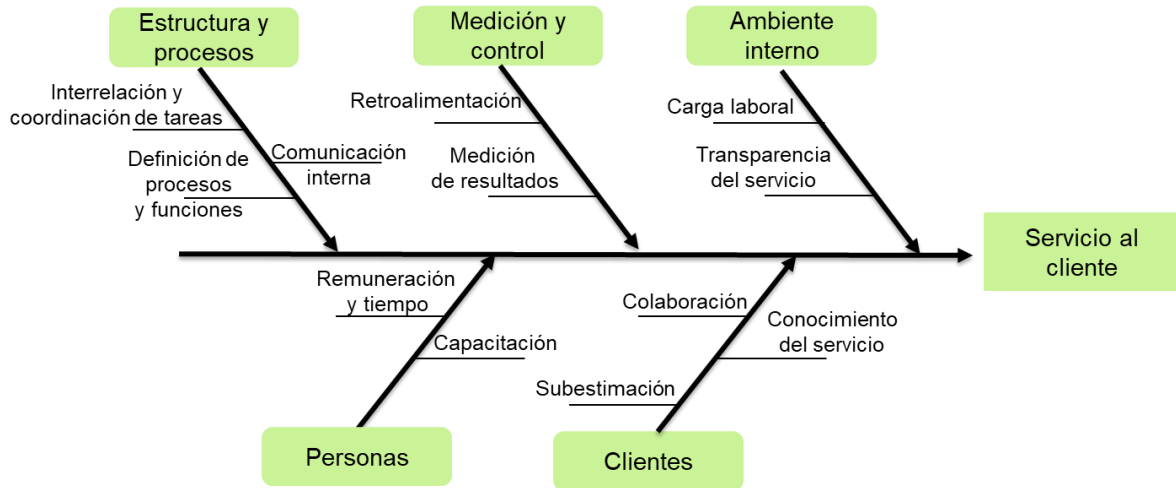 Estructura y
procesos
Medición y
control
Ambiente
interno
Interrelación y
coordinación de tareas
Comunicación
interna
Definición de
procesos
y funciones
Retroalimentación
Medición
de resultados
Carga laboral
Transparencia
del servicio
Servicio al
cliente
Remuneración
y tiempo
Capacitación
Colaboración
Conocimiento
del servicio
Subestimación
Personas
Clientes